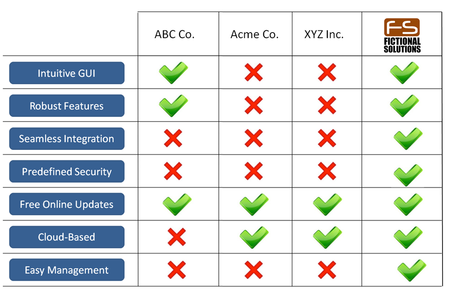 ABC Co. Acme Co. XYZ Inc. FS
FICTIONAL
SOLUTIONS
Intuitive GUI
Robust Features
Seamless Integration
Predefined Security
Free Online Updates
Cloud-Based
Easy Management